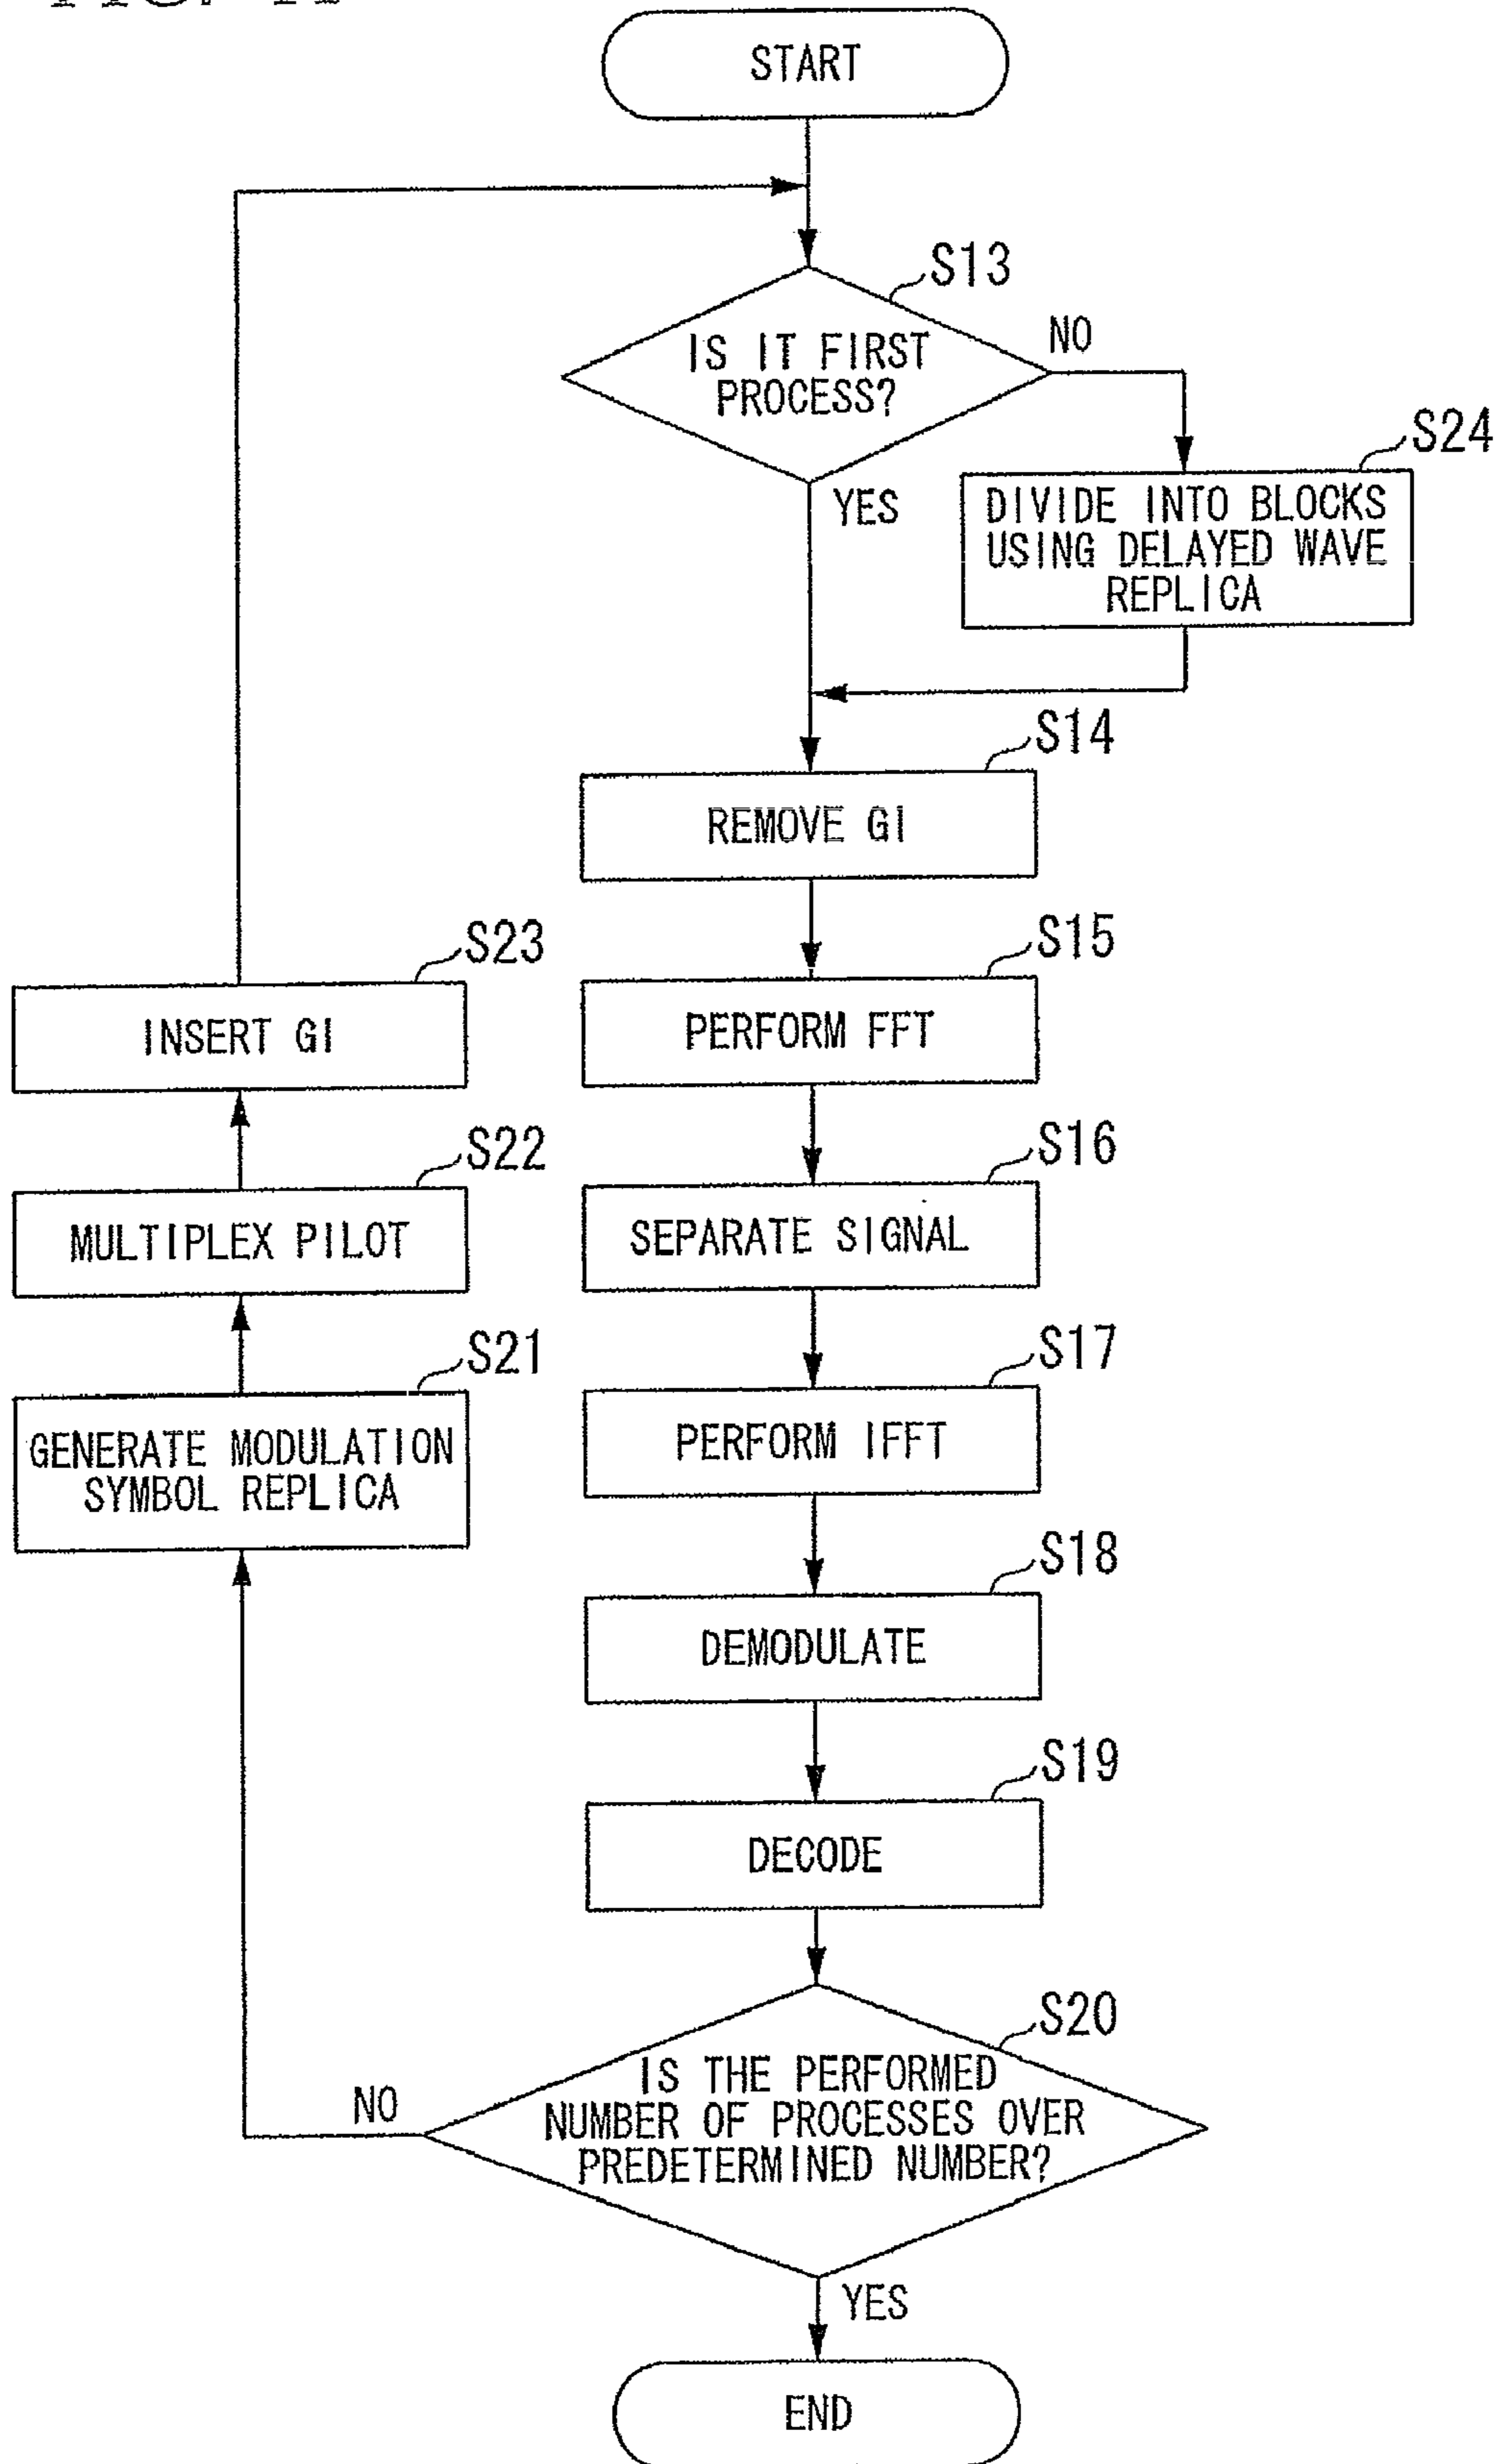 START
S13
IS IT FIRST
PROCESS?
NO
YES
S24
DIVIDE INTO BLOCKS
USING DELAYED WAVE
REPLICA
S14
REMOVE GI
S15
PERFORM FFT
S16
SEPARATE SIGNAL
S17
PERFORM IFFT
S18
DEMODULATE
S19
DECODE
S20
IS THE PERFORMED
NUMBER OF PROCESSES OVER
PREDETERMINED NUMBER?
NO
YES
S21
GENERATE MODULATION
SYMBOL REPLICA
S22
MULTIPLEX PILOT
S23
INSERT GI
END